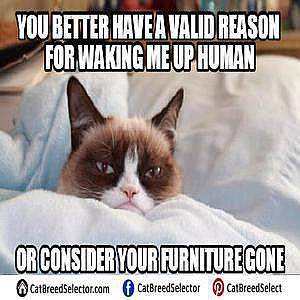 YOU BETTER HAVE A VALID REASON
FOR WAKING ME UP HUMAN
OR CONSIDER YOUR FURNITURE GONE
CatBreedSelector.com CatBreedSelector CatBreedSelect